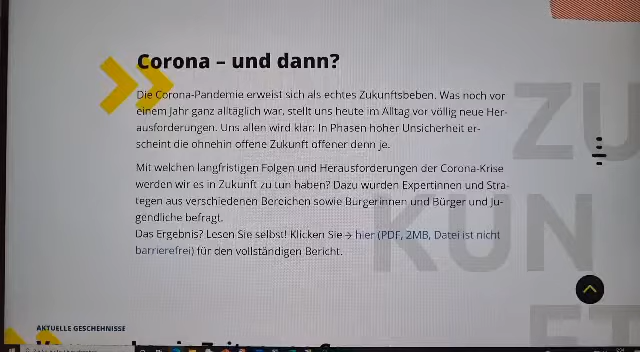 Corona – und dann?
Die Corona-Pandemie erweist sich als echtes Zukunftsbeben. Was noch vor
einem Jahr ganz alltäglich war, stellt uns heute im Alltag vor völlig neue Her-
ausforderungen. Uns allen wird klar: In Phasen hoher Unsicherheit er-
scheint die ohnehin offene Zukunft offener denn je.
Mit welchen langfristigen Folgen und Herausforderungen der Corona-Krise
werden wir es in Zukunft zu tun haben? Dazu wurden Expertinnen und Stra-
tegen aus verschiedenen Bereichen sowie Bürgerinnen und Bürger und Ju-
gendliche befragt.
Das Ergebnis? Lesen Sie selbst! Klicken Sie → hier (PDF, 2MB, Datei ist nicht
barrierefrei) für den vollständigen Bericht.
ZU
KUN
FT
AKTUELLE GESCHEHNISSE